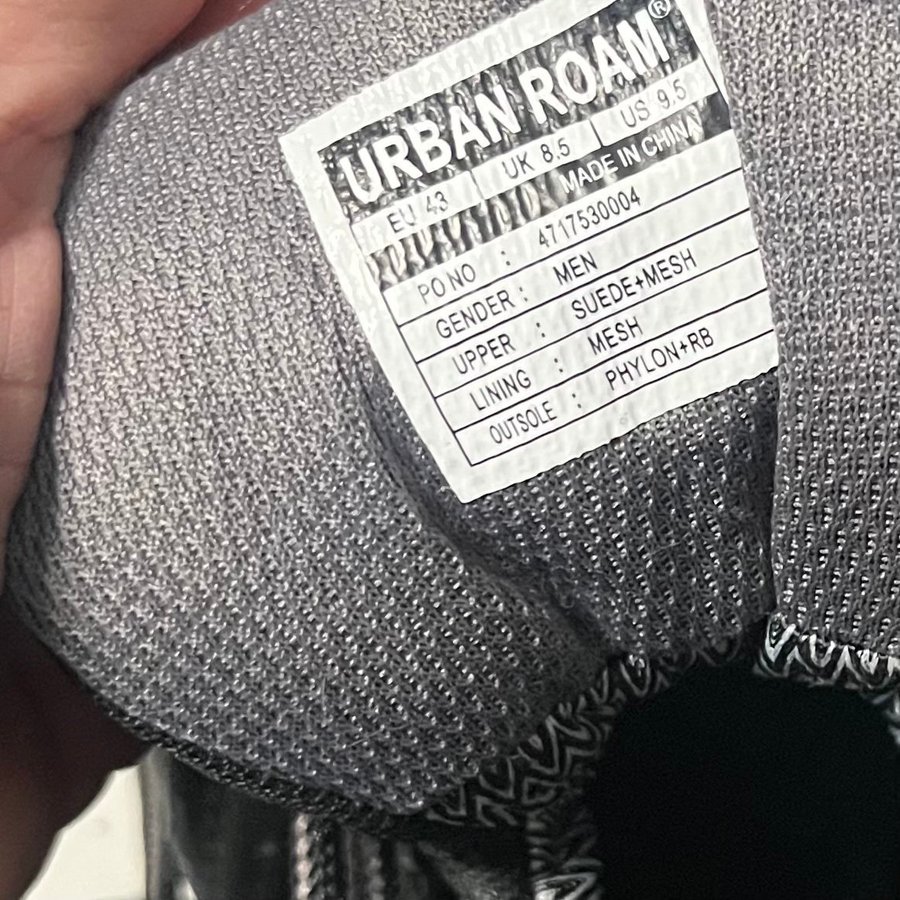 URBAN ROAM®
EU 43 UK 8.5 US 9.5
MADE IN CHINA
PO NO : 4717530004
GENDER : MEN
UPPER : SUEDE+MESH
LINING : MESH
OUTSOLE : PHYLON+RB